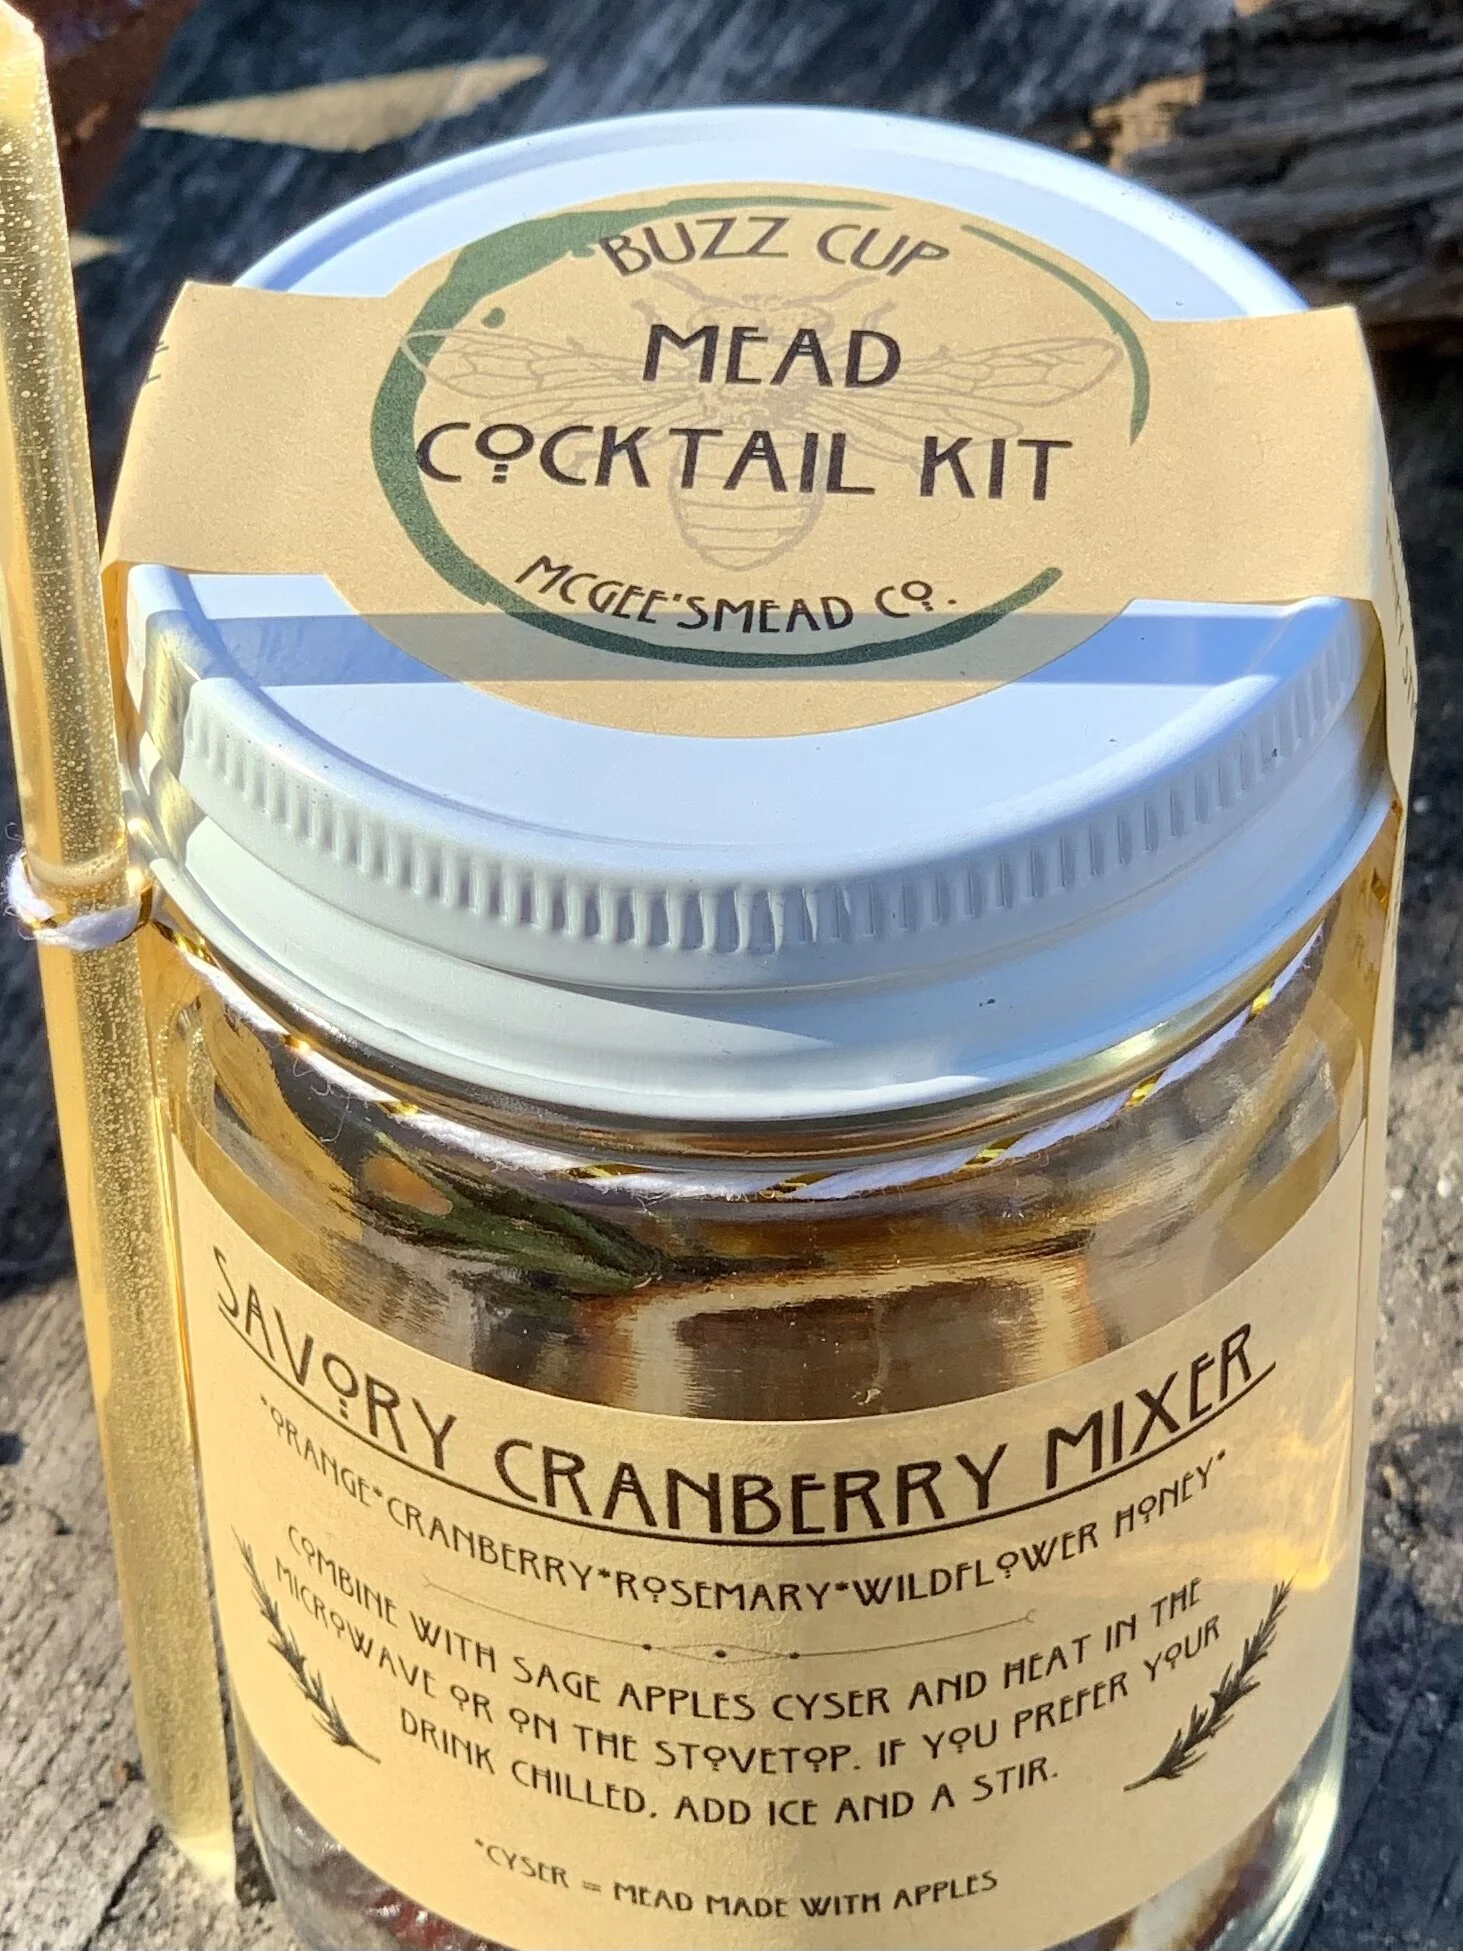 BUZZ CUP
MEAD
COCKTAIL KIT
MCGEE'SMEAD CO.
SAVORY CRANBERRY MIXER
*ORANGE*CRANBERRY*ROSEMARY*WILDFLOWER HONEY*
COMBINE WITH SAGE APPLES CYSER AND HEAT IN THE
MICROWAVE OR ON THE STOVETOP. IF YOU PREFER YOUR
DRINK CHILLED, ADD ICE AND A STIR.
*CYSER = MEAD MADE WITH APPLES